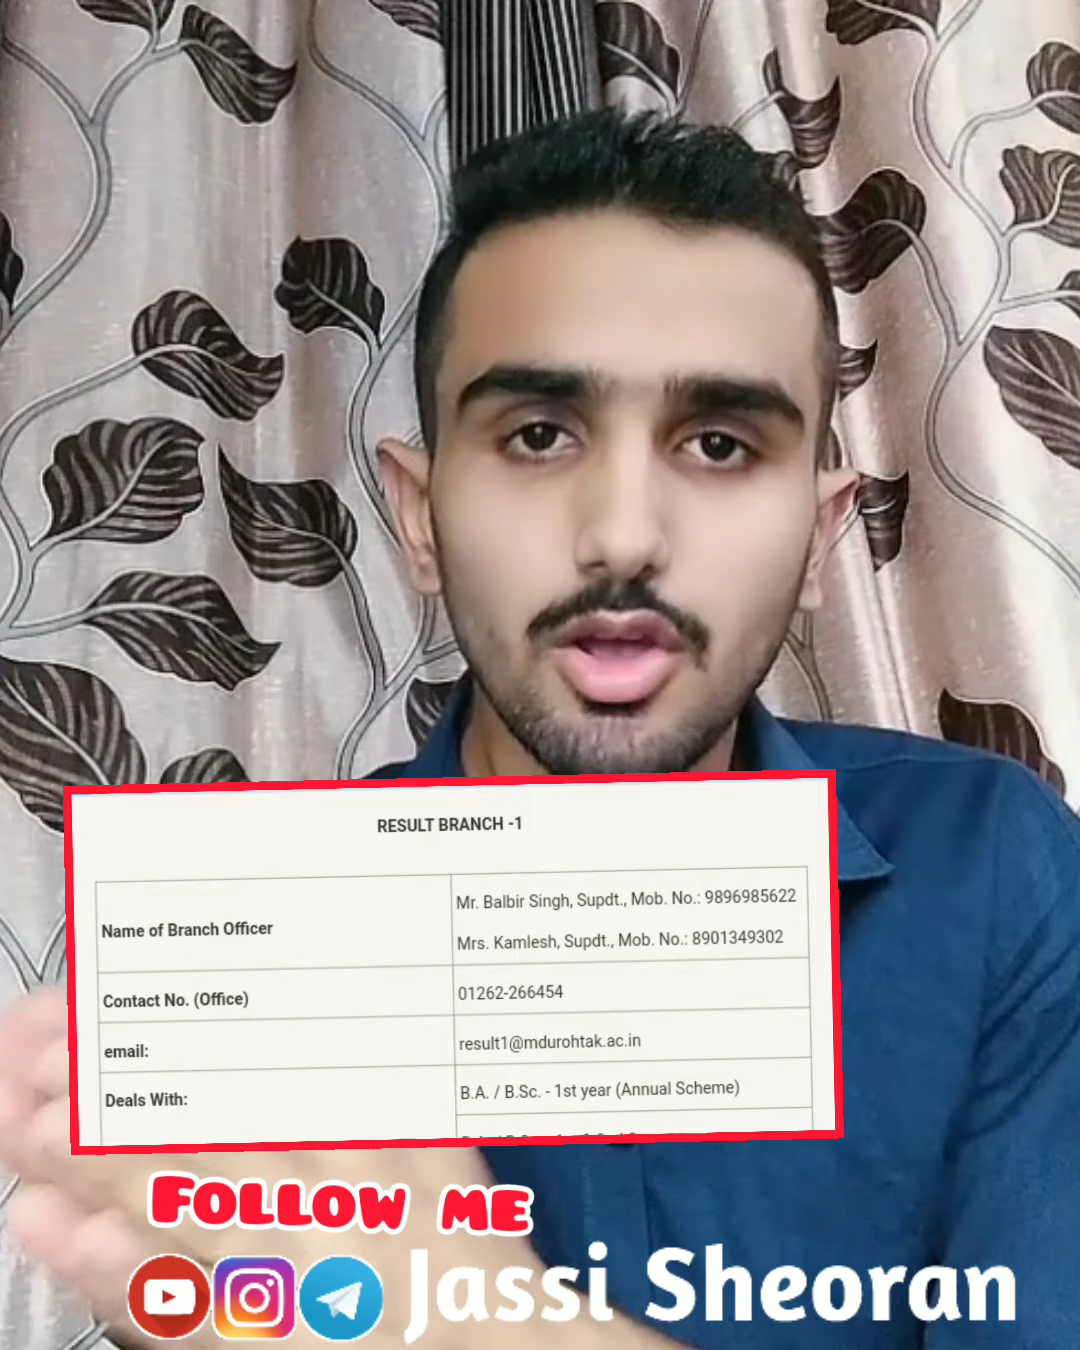 RESULT BRANCH -1
Name of Branch Officer
Mr. Balbir Singh, Supdt., Mob. No.: 9896985622
Mrs. Kamlesh, Supdt., Mob. No.: 8901349302
Contact No. (Office)
01262-266454
email:
result1@mdurohtak.ac.in
Deals With:
B.A. / B.Sc. - 1st year (Annual Scheme)
FOLLOW ME
Jassi Sheoran